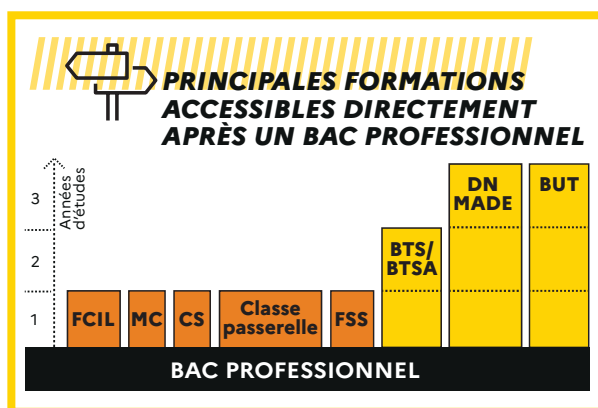 PRINCIPALES FORMATIONS
ACCESSIBLES DIRECTEMENT
APRÈS UN BAC PROFESSIONNEL
Années
d'études
3
2
1
FCIL
MC
CS
Classe
passerelle
FSS
BTS/
BTSA
DN
MADE
BUT
BAC PROFESSIONNEL